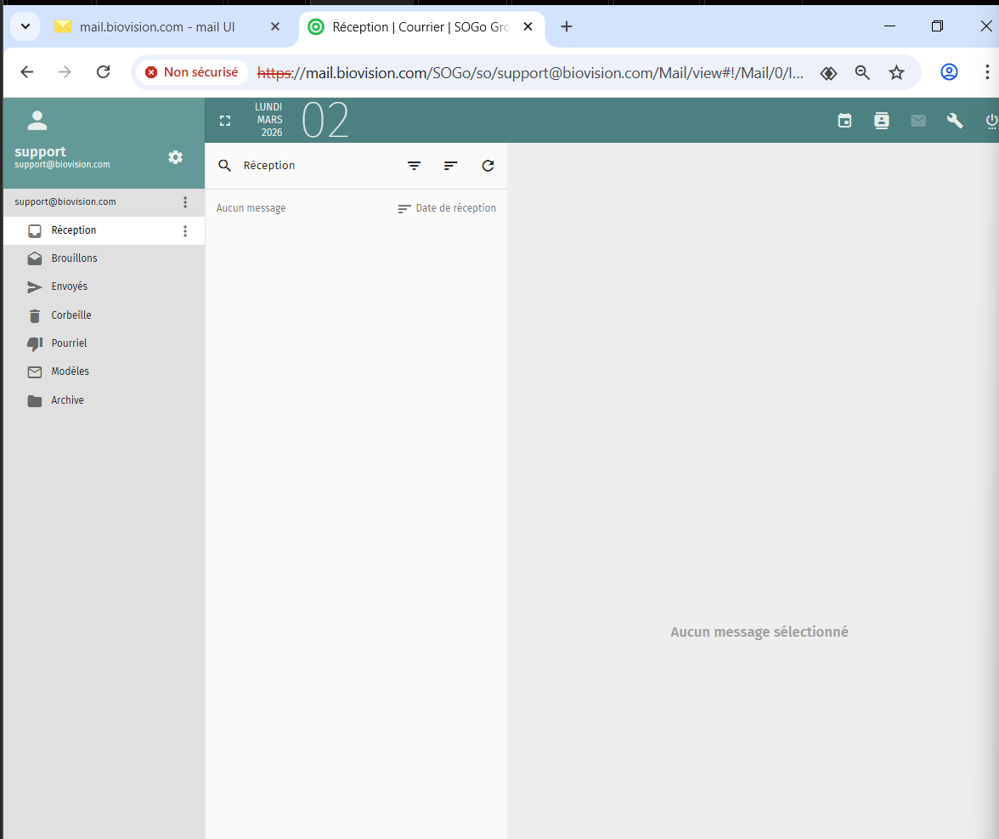 mail.biovision.com - mail UI
Réception | Courrier | SOGo Gro
Non sécurisé
https://mail.biovision.com/SOGo/so/support@biovision.com/Mail/view#!/Mail/0/I...
support
support@biovision.com
LUNDI
MARS
2026
02
support@biovision.com
Réception
Brouillons
Envoyés
Corbeille
Pourriel
Modèles
Archive
Réception
Aucun message
Date de réception
Aucun message sélectionné